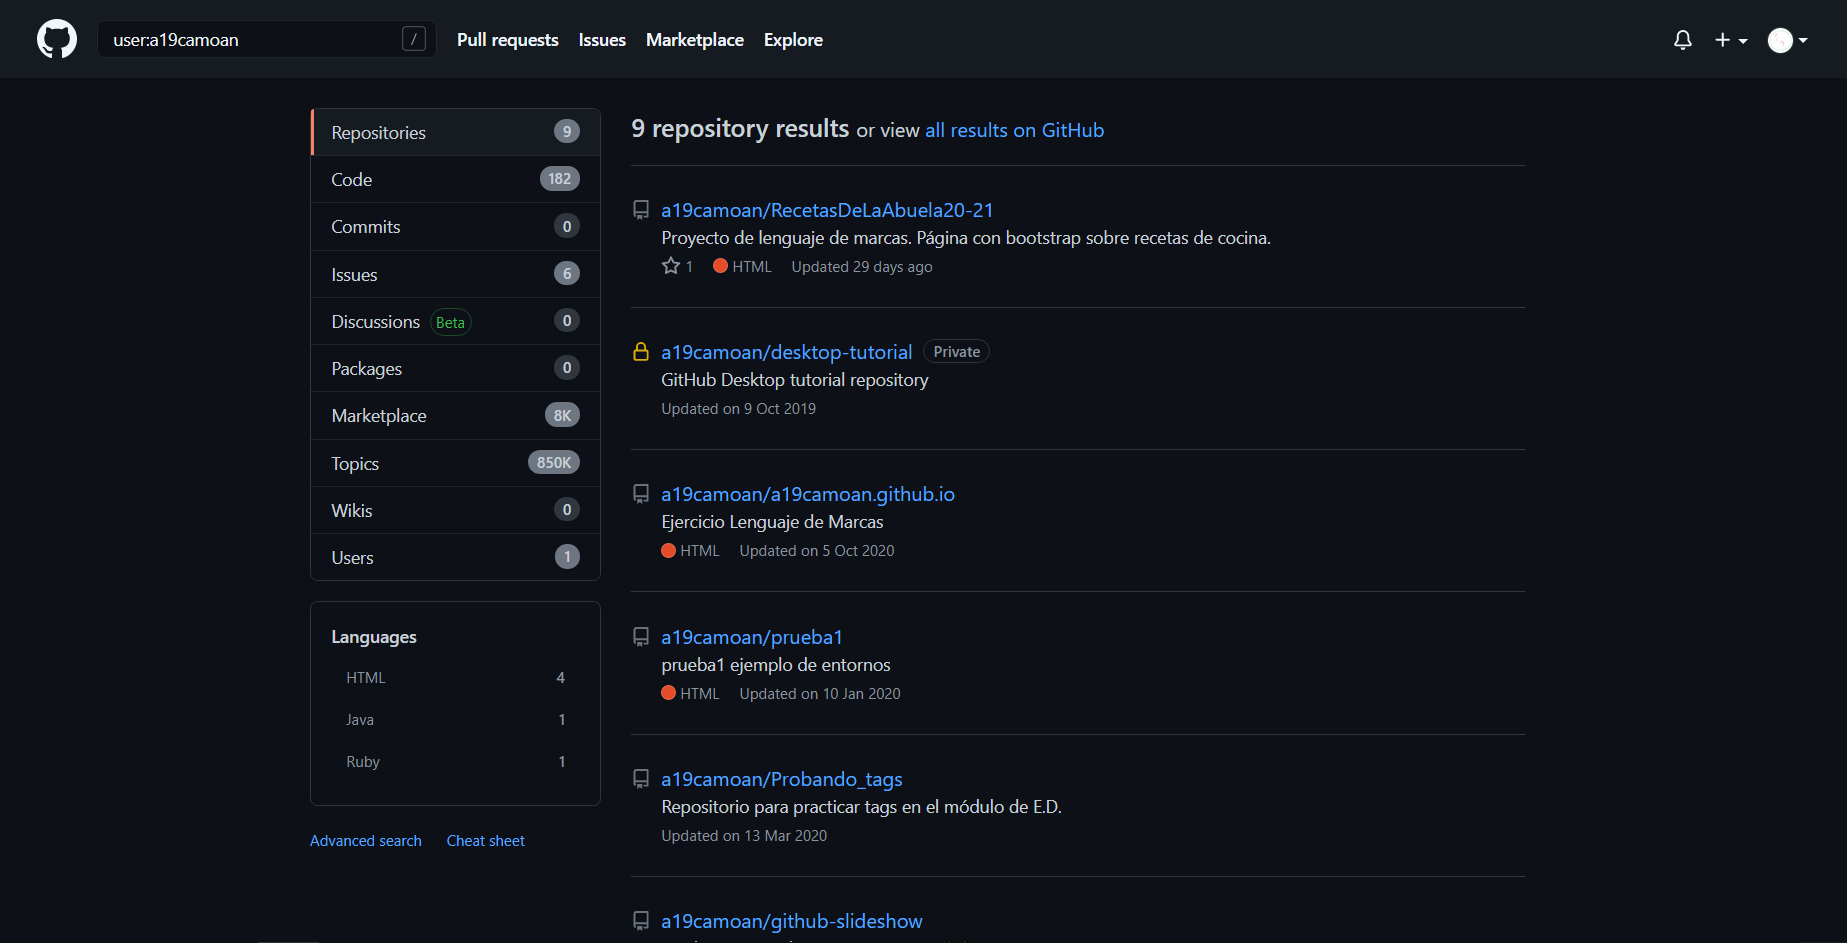 user:a19camoan / Pull requests Issues Marketplace Explore
Repositories 9
Code 182
Commits 0
Issues 6
Discussions Beta 0
Packages 0
Marketplace 8K
Topics 850K
Wikis 0
Users 1
Languages
HTML 4
Java 1
Ruby 1
Advanced search Cheat sheet
9 repository results or view all results on GitHub
a19camoan/RecetasDeLaAbuela20-21
Proyecto de lenguaje de marcas. Página con bootstrap sobre recetas de cocina.
1 HTML Updated 29 days ago
a19camoan/desktop-tutorial Private
GitHub Desktop tutorial repository
Updated on 9 Oct 2019
a19camoan/a19camoan.github.io
Ejercicio Lenguaje de Marcas
HTML Updated on 5 Oct 2020
a19camoan/prueba1
prueba1 ejemplo de entornos
HTML Updated on 10 Jan 2020
a19camoan/Probando_tags
Repositorio para practicar tags en el módulo de E.D.
Updated on 13 Mar 2020
a19camoan/github-slideshow